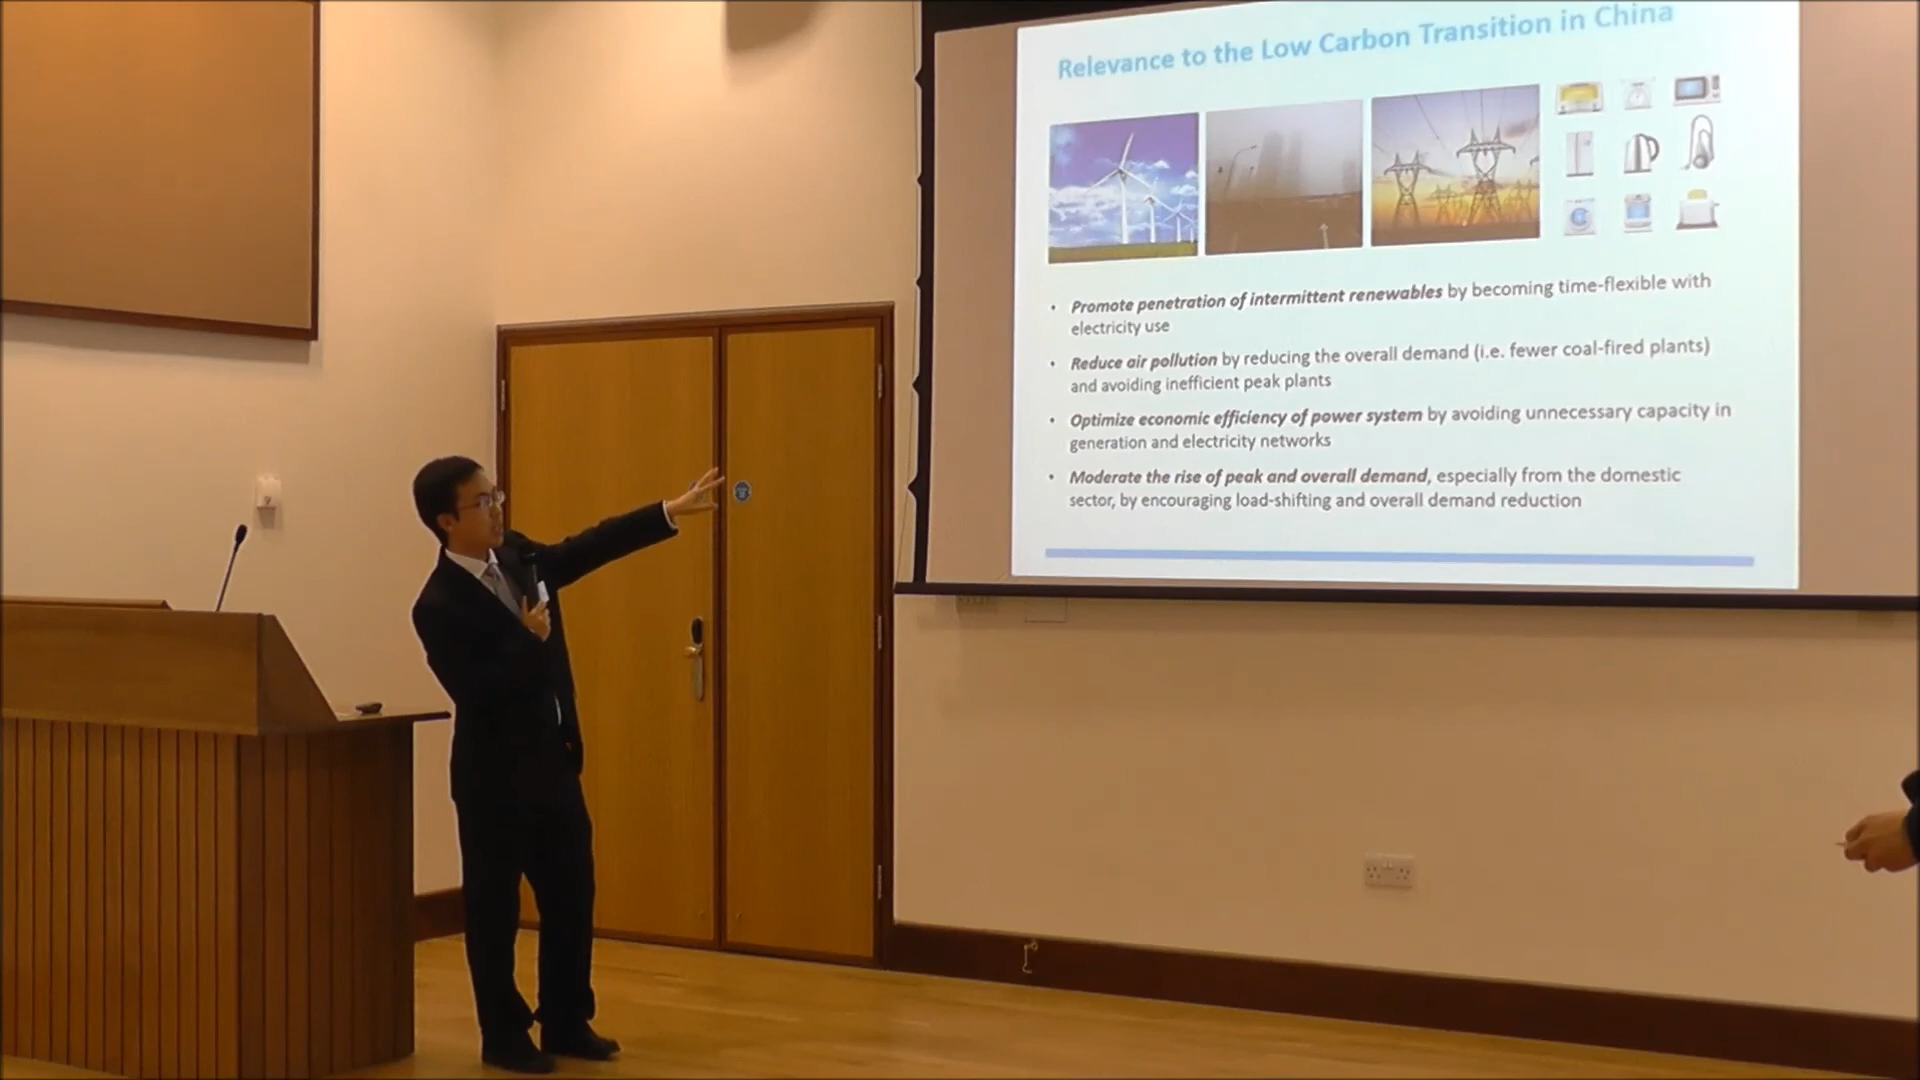 Relevance to the Low Carbon Transition in China
• Promote penetration of intermittent renewables by becoming time-flexible with
electricity use
• Reduce air pollution by reducing the overall demand (i.e. fewer coal-fired plants)
and avoiding inefficient peak plants
• Optimize economic efficiency of power system by avoiding unnecessary capacity in
generation and electricity networks
• Moderate the rise of peak and overall demand, especially from the domestic
sector, by encouraging load-shifting and overall demand reduction